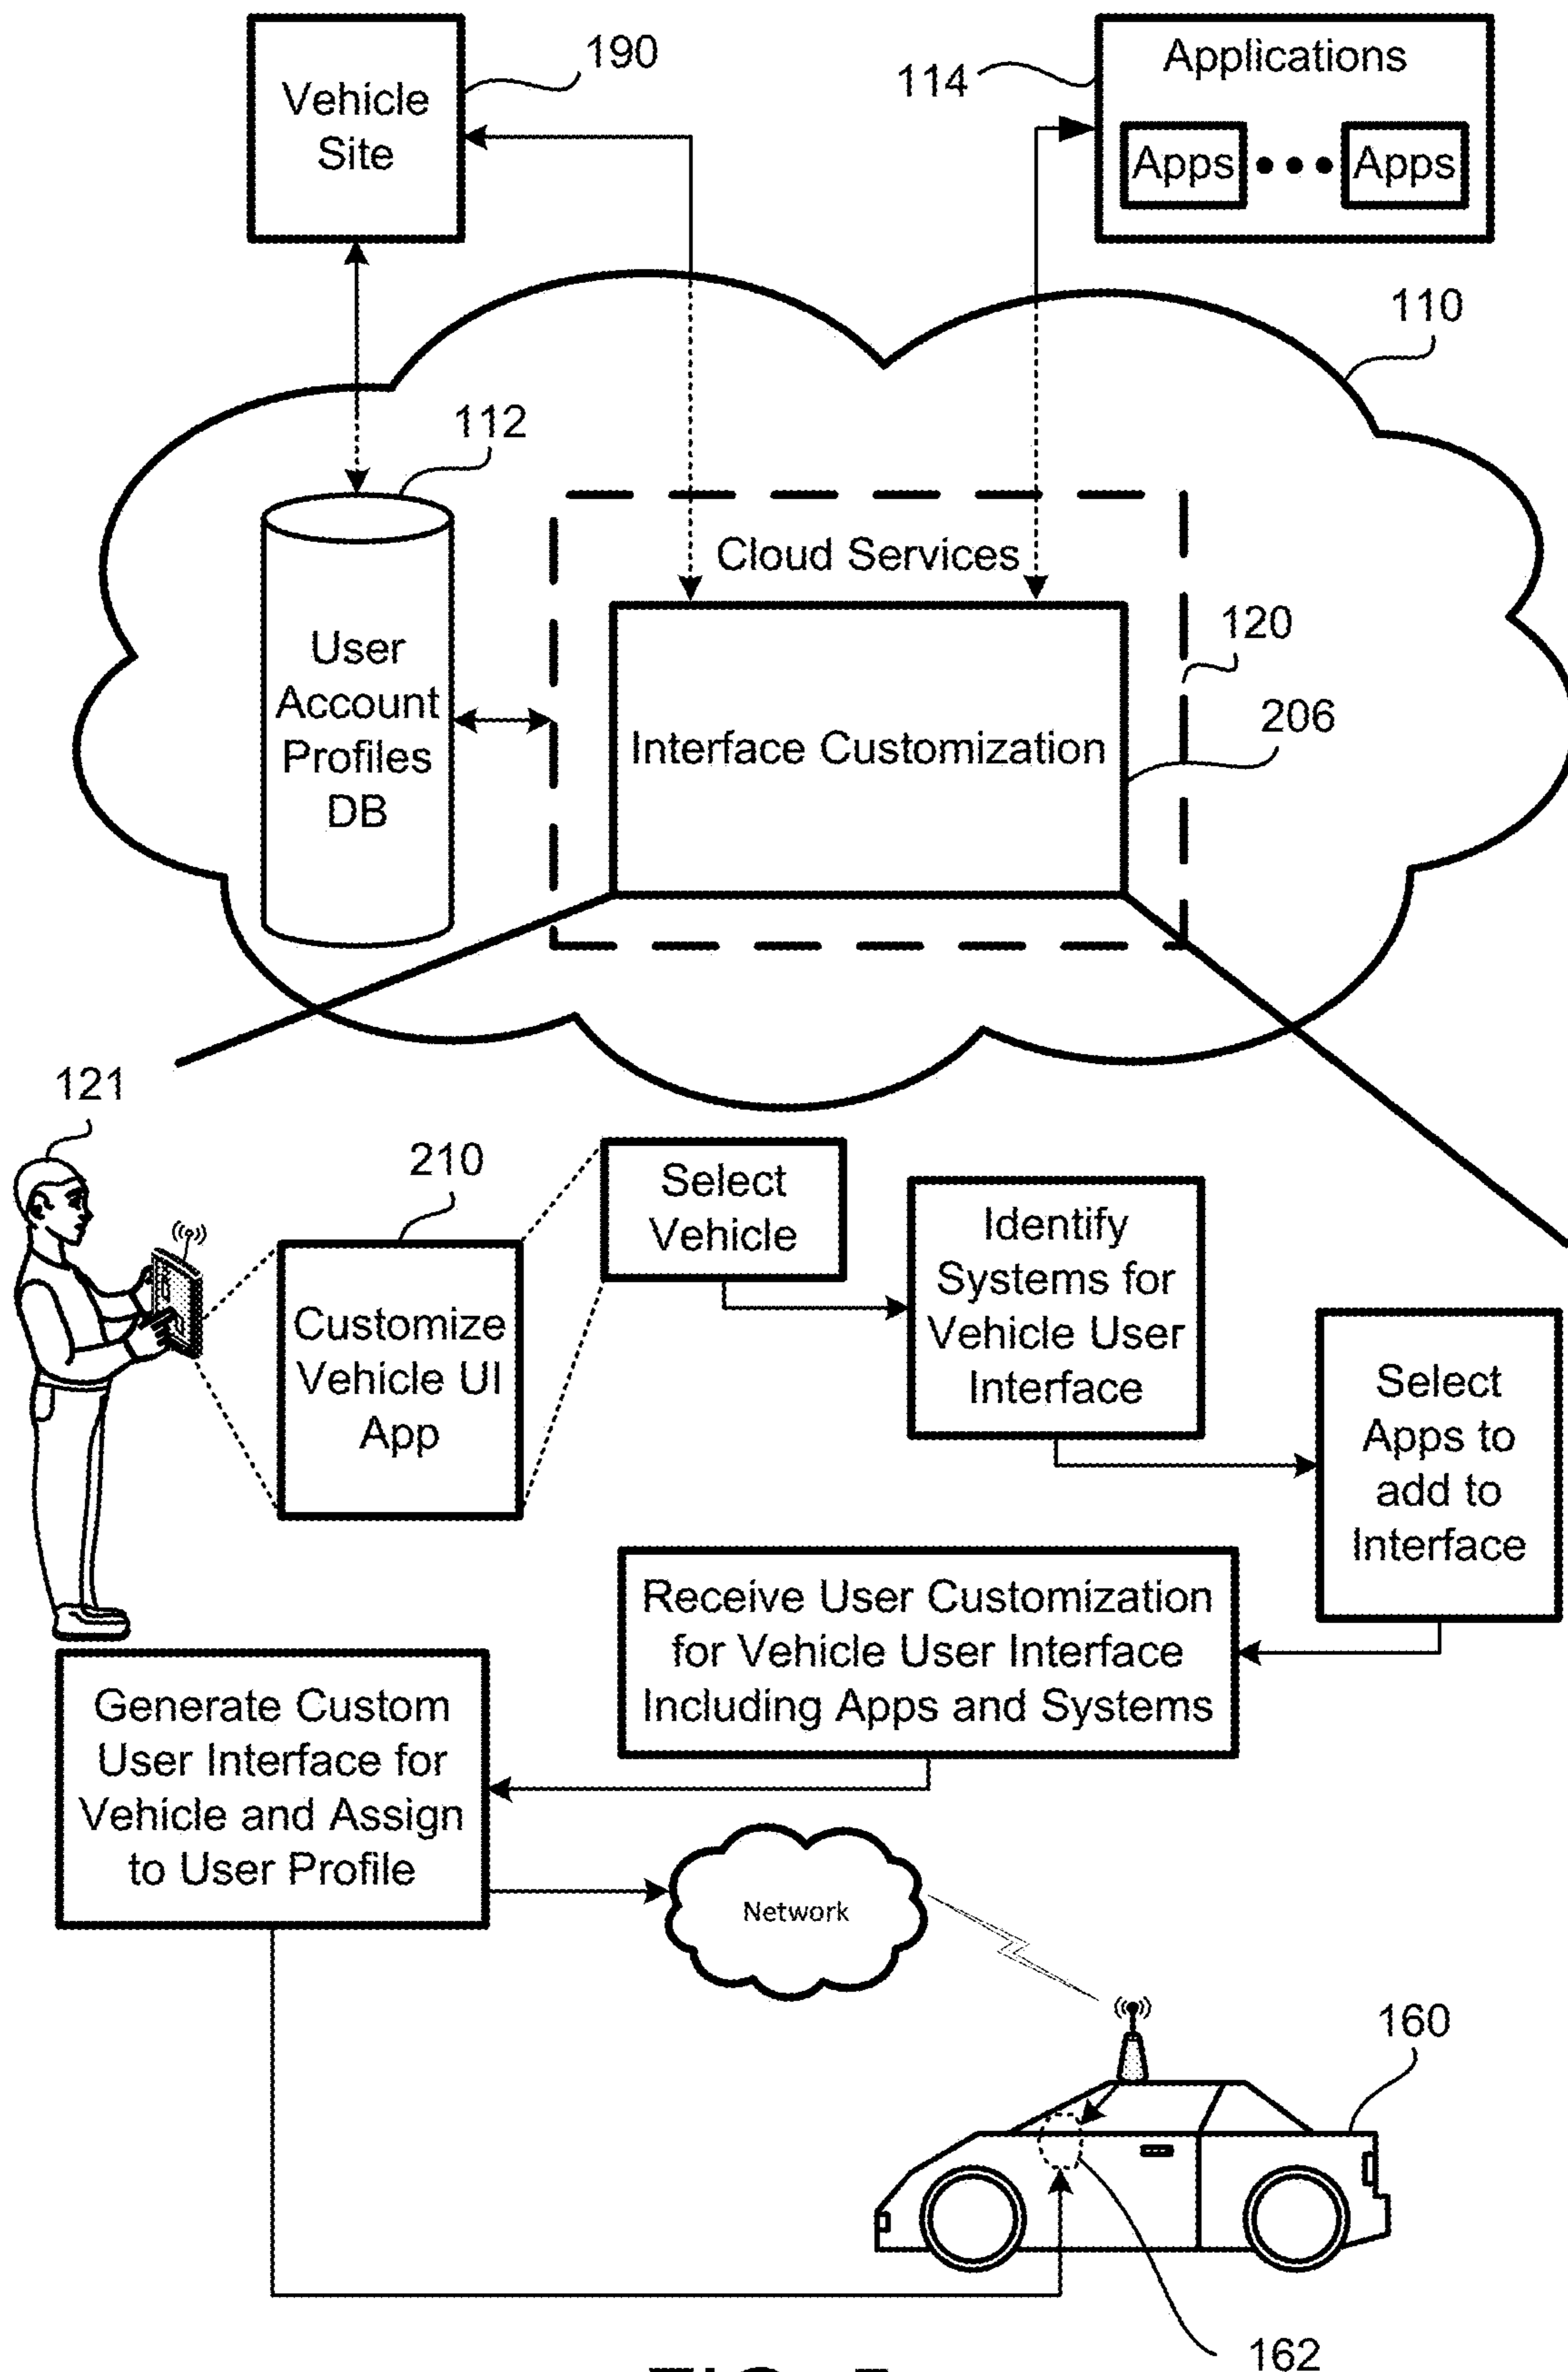 Vehicle
Site
190
114
Applications
Apps
Apps
110
112
Cloud Services
User
Account
Profiles
DB
120
206
Interface Customization
121
210
Customize
Vehicle UI
App
Select
Vehicle
Identify
Systems for
Vehicle User
Interface
Select
Apps to
add to
Interface
Receive User Customization
for Vehicle User Interface
Including Apps and Systems
Generate Custom
User Interface for
Vehicle and Assign
to User Profile
Network
160
162